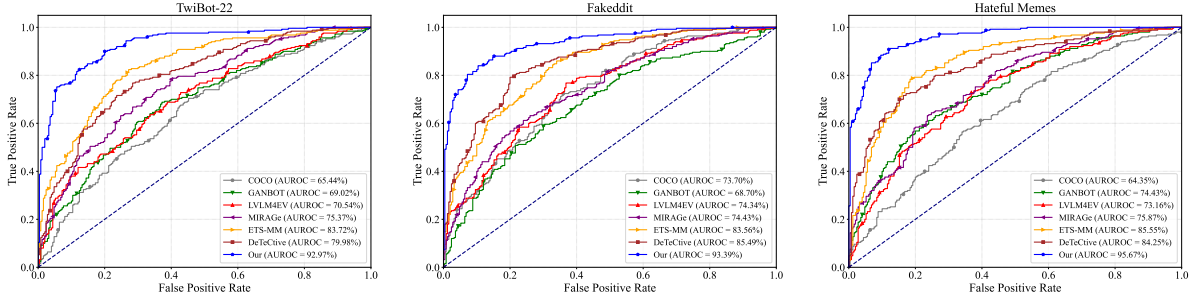 TwiBot-22
1.0
0.8
0.6
0.4
0.2
0.0
True Positive Rate
COCO (AUROC = 65.44%)
GANBOT (AUROC = 69.02%)
LVLM4EV (AUROC = 70.54%)
MIRAGe (AUROC = 75.37%)
ETS-MM (AUROC = 83.72%)
DeTeCtive (AUROC = 79.98%)
Our (AUROC = 92.97%)
0.0 0.2 0.4 0.6 0.8 1.0
False Positive Rate
Fakeddit
1.0
0.8
0.6
0.4
0.2
0.0
True Positive Rate
COCO (AUROC = 73.70%)
GANBOT (AUROC = 68.70%)
LVLM4EV (AUROC = 74.34%)
MIRAGe (AUROC = 74.43%)
ETS-MM (AUROC = 83.56%)
DeTeCtive (AUROC = 85.49%)
Our (AUROC = 93.39%)
0.0 0.2 0.4 0.6 0.8 1.0
False Positive Rate
Hateful Memes
1.0
0.8
0.6
0.4
0.2
0.0
True Positive Rate
COCO (AUROC = 64.35%)
GANBOT (AUROC = 74.43%)
LVLM4EV (AUROC = 73.16%)
MIRAGe (AUROC = 75.87%)
ETS-MM (AUROC = 85.55%)
DeTeCtive (AUROC = 84.25%)
Our (AUROC = 95.67%)
0.0 0.2 0.4 0.6 0.8 1.0
False Positive Rate